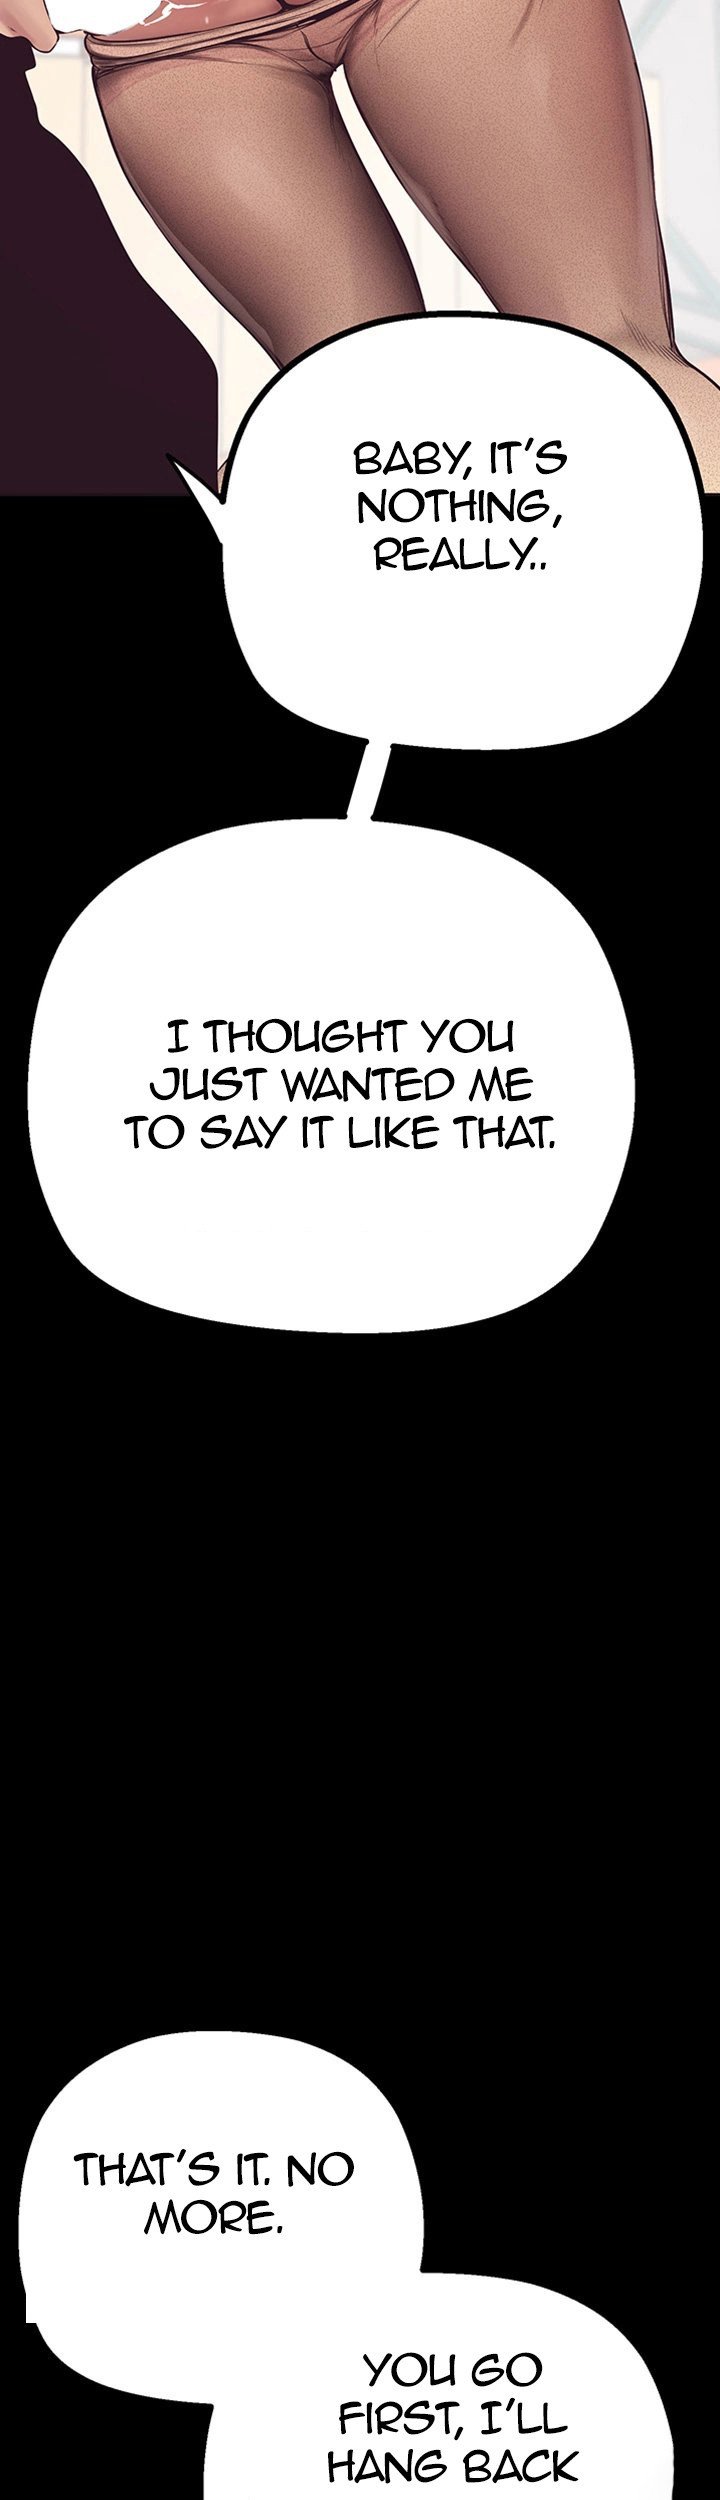 BABY, IT'S
NOTHING,
REALLY..
I THOUGHT YOU
JUST WANTED ME
TO SAY IT LIKE THAT.
THAT'S IT. NO
MORE.
YOU GO
FIRST, I'LL
HANG BACK